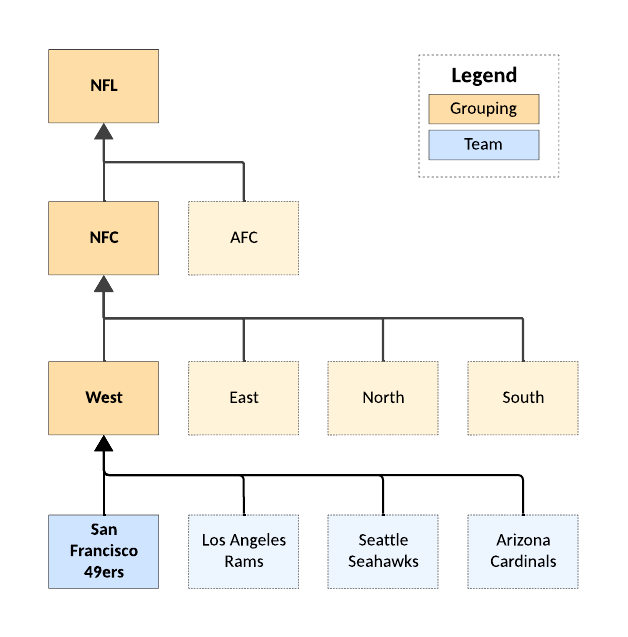 NFL
Legend
Grouping
Team
NFC
AFC
West
East
North
South
San
Francisco
49ers
Los Angeles
Rams
Seattle
Seahawks
Arizona
Cardinals